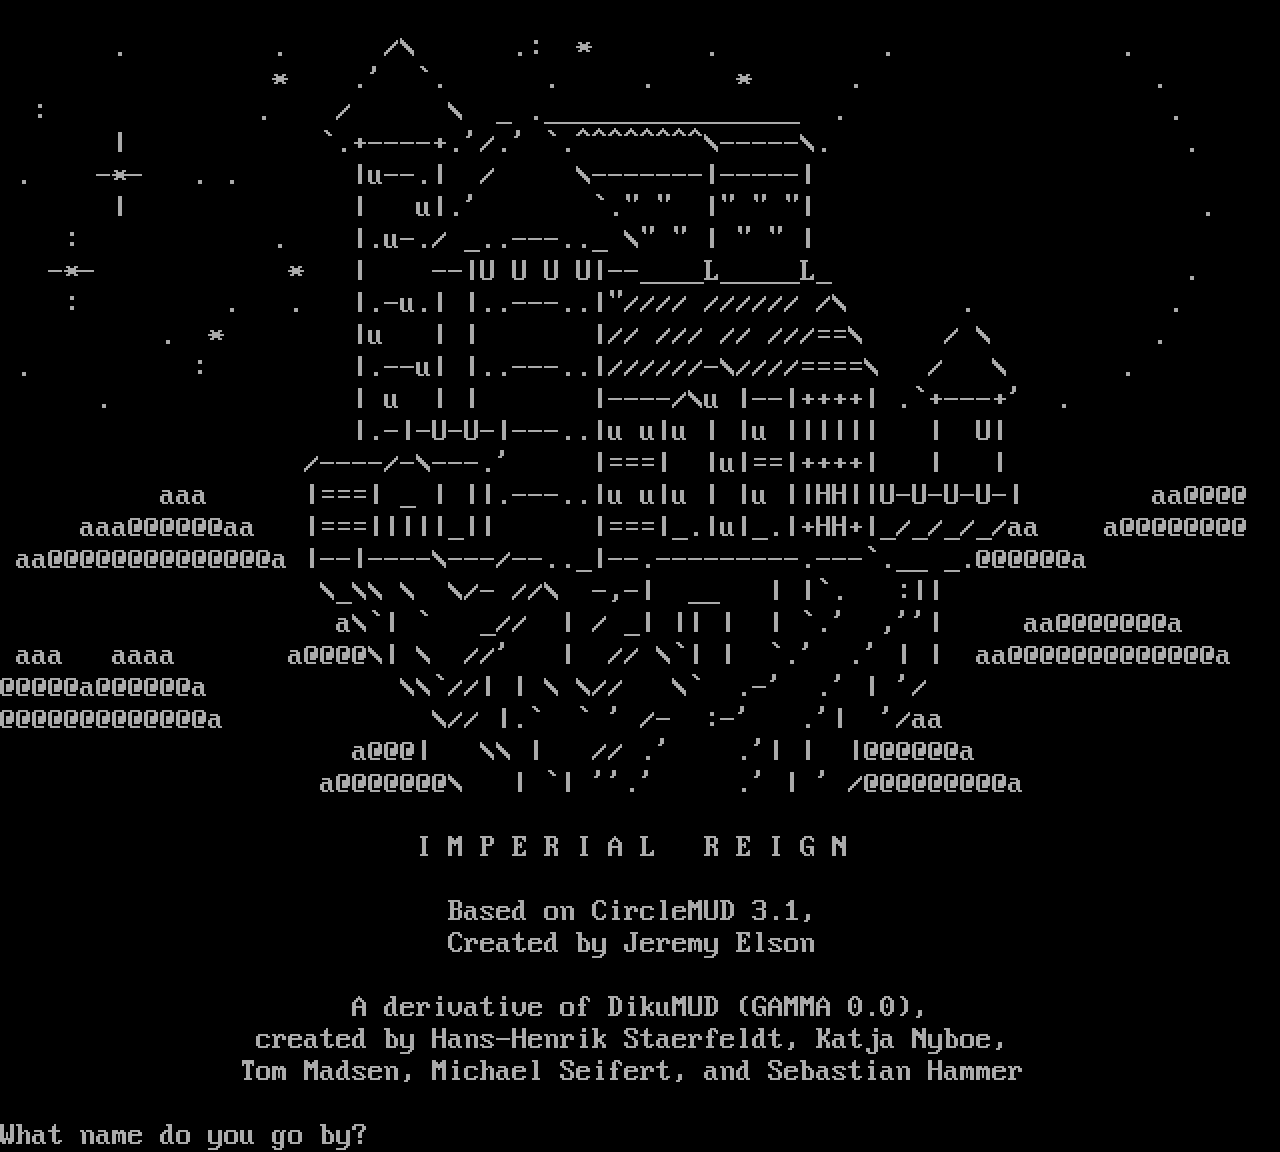 I M P E R I A L  R E I G N
Based on CircleMUD 3.1,
Created by Jeremy Elson
A derivative of DikuMUD (GAMMA 0.0),
created by Hans-Henrik Staerfeldt, Katja Nyboe,
Tom Madsen, Michael Seifert, and Sebastian Hammer
What name do you go by?